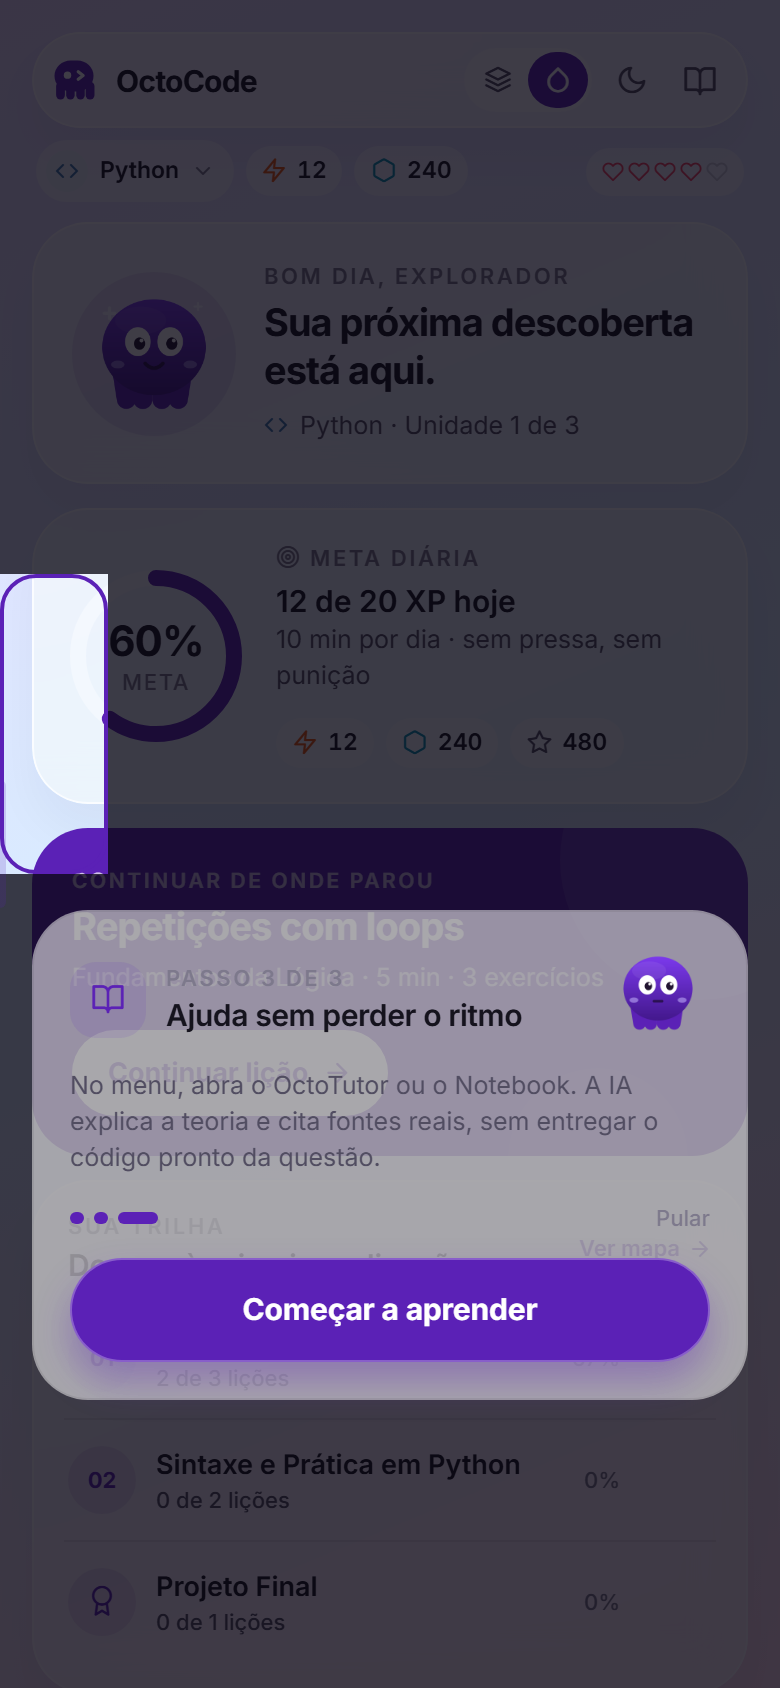 OctoCode
Python
12
240
BOM DIA, EXPLORADOR
Sua próxima descoberta
está aqui.
Python · Unidade 1 de 3
META DIÁRIA
12 de 20 XP hoje
10 min por dia · sem pressa, sem
punição
60%
META
12
240
480
CONTINUAR DE ONDE PAROU
Repetições com loops
Fundamentos da Lógica · 5 min · 3 exercícios
PASSO 3 DE 3
Ajuda sem perder o ritmo
Continuar lição
No menu, abra o OctoTutor ou o Notebook. A IA
explica a teoria e cita fontes reais, sem entregar o
código pronto da questão.
SUA TRILHA
Pular
Ver mapa
Começar a aprender
2 de 3 lições
02
Sintaxe e Prática em Python
0 de 2 lições
0%
Projeto Final
0 de 1 lições
0%